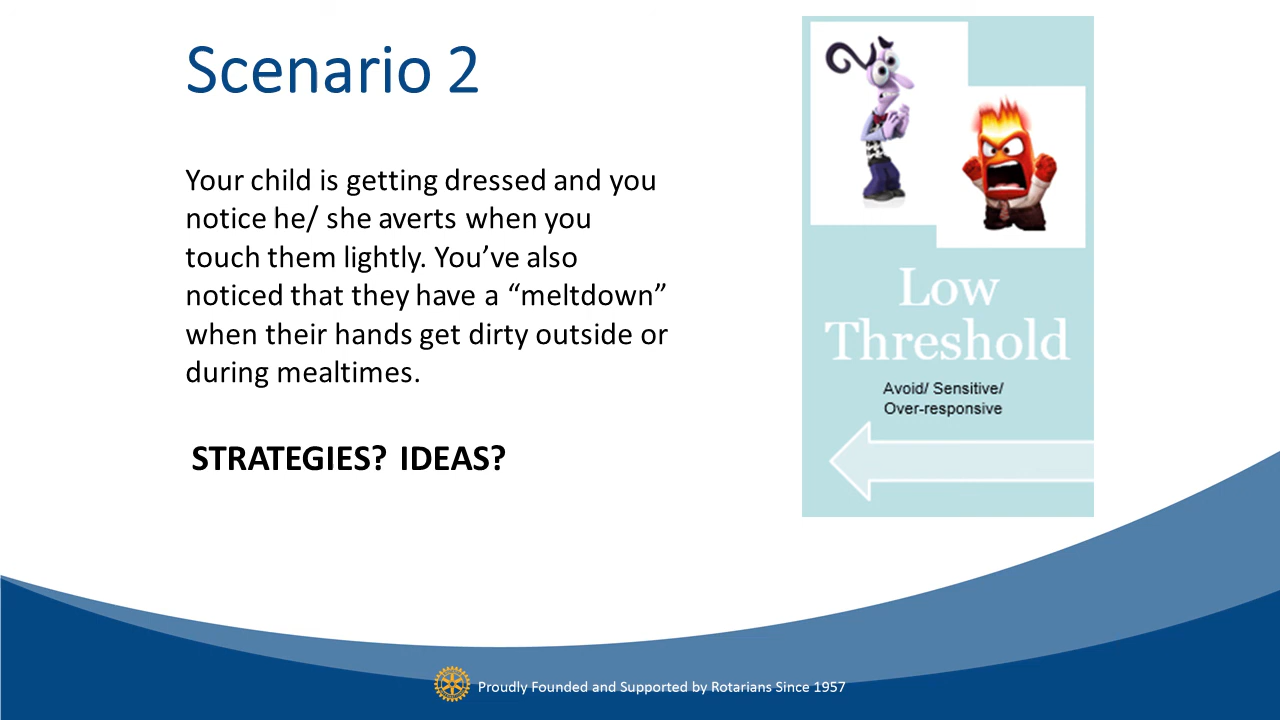 Scenario 2
Your child is getting dressed and you
notice he/ she averts when you
touch them lightly. You’ve also
noticed that they have a “meltdown”
when their hands get dirty outside or
during mealtimes.
STRATEGIES? IDEAS?
Low
Threshold
Avoid/ Sensitive/
Over-responsive
Proudly Founded and Supported by Rotarians Since 1957